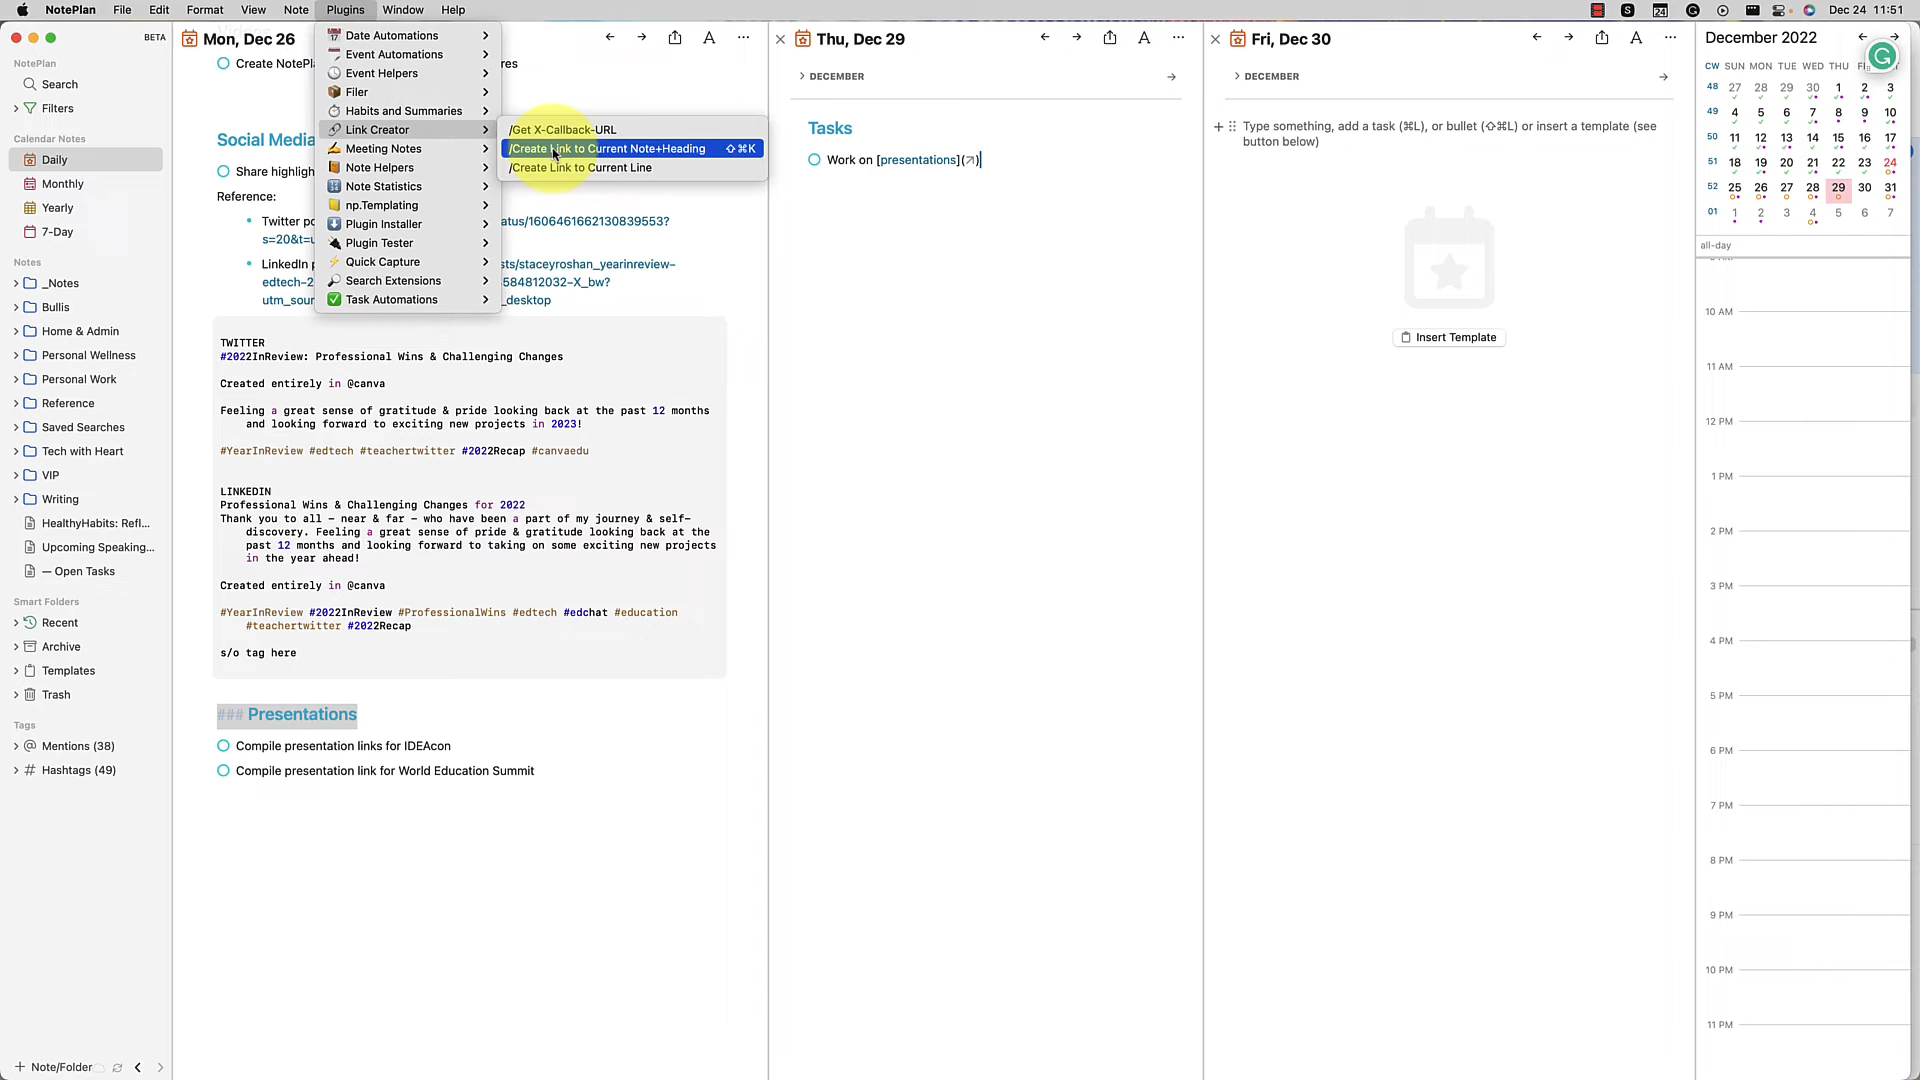 NotePlan File Edit Format View Note Plugins Window Help Dec 24 11:51
BETA
NotePlan
Search
Filters
Calendar Notes
Daily
Monthly
Yearly
7-Day
Notes
_Notes
Bullis
Home & Admin
Personal Wellness
Personal Work
Reference
Saved Searches
Tech with Heart
VIP
Writing
HealthyHabits: Refl...
Upcoming Speaking...
— Open Tasks
Smart Folders
Recent
Archive
Templates
Trash
Tags
Mentions (38)
Hashtags (49)
Note/Folder
Mon, Dec 26
Create NotePl
res
Social Media
Share highligh
Reference:
Twitter po
atus/1606461662130839553?
s=20&t=u
LinkedIn p
sts/staceyroshan_yearinreview-
edtech-2
584812032-X_bw?
utm_sour
_desktop
TWITTER
#2022InReview: Professional Wins & Challenging Changes
Created entirely in @canva
Feeling a great sense of gratitude & pride looking back at the past 12 months
and looking forward to exciting new projects in 2023!
#YearInReview #edtech #teachertwitter #2022Recap #canvaedu
LINKEDIN
Professional Wins & Challenging Changes for 2022
Thank you to all – near & far – who have been a part of my journey & self-
discovery. Feeling a great sense of pride & gratitude looking back at the
past 12 months and looking forward to taking on some exciting new projects
in the year ahead!
Created entirely in @canva
#YearInReview #2022InReview #ProfessionalWins #edtech #edchat #education
#teachertwitter #2022Recap
s/o tag here
### Presentations
Compile presentation links for IDEAcon
Compile presentation link for World Education Summit
Date Automations
Event Automations
Event Helpers
Filer
Habits and Summaries
Link Creator
Meeting Notes
Note Helpers
Note Statistics
np.Templating
Plugin Installer
Plugin Tester
Quick Capture
Search Extensions
Task Automations
/Get X-Callback-URL
/Create Link to Current Note+Heading ⇧⌘K
/Create Link to Current Line
Thu, Dec 29
DECEMBER
Tasks
Work on [presentations](↗)
Fri, Dec 30
DECEMBER
Type something, add a task (⌘L), or bullet (⇧⌘L) or insert a template (see
button below)
Insert Template
December 2022
CW SUN MON TUE WED THU FRI
48 27 28 29 30 1 2 3
49 4 5 6 7 8 9 10
50 11 12 13 14 15 16 17
51 18 19 20 21 22 23 24
52 25 26 27 28 29 30 31
01 1 2 3 4 5 6 7
all-day
10 AM
11 AM
12 PM
1 PM
2 PM
3 PM
4 PM
5 PM
6 PM
7 PM
8 PM
9 PM
10 PM
11 PM